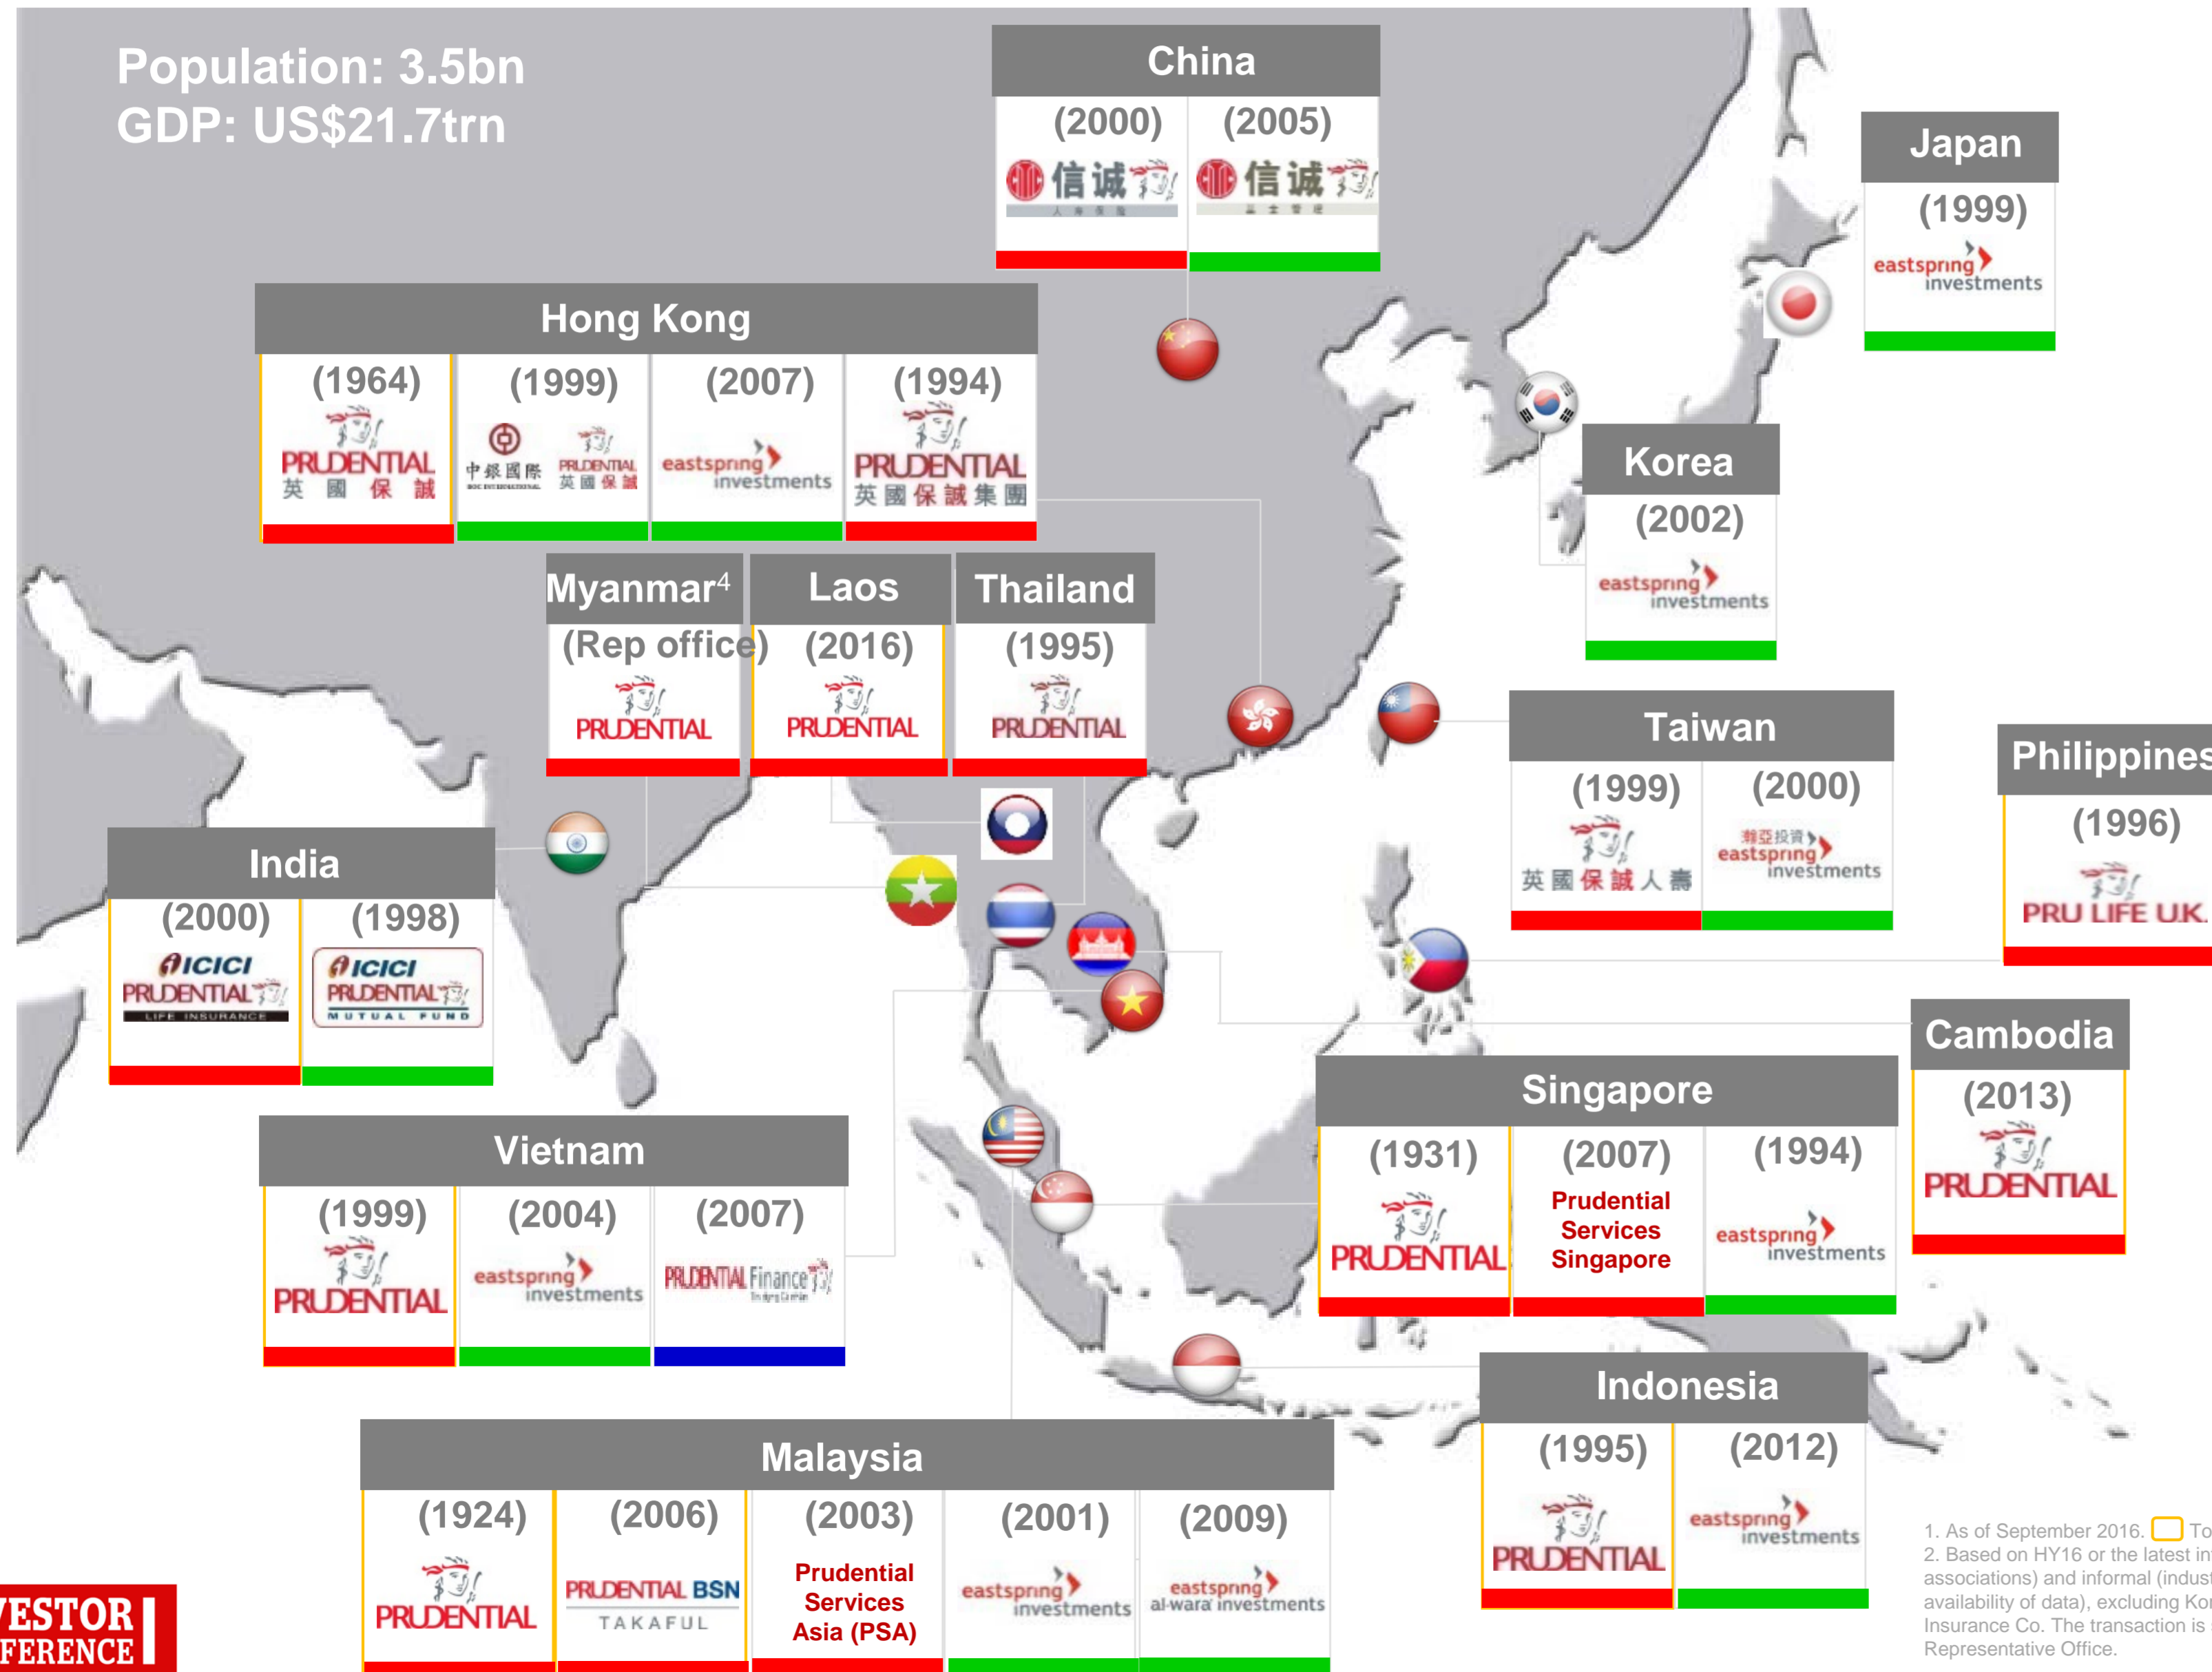 Population: 3.5bn
GDP: US$21.7trn
China
(2000)
信诚
(2005)
信诚
Japan
(1999)
eastspring
investments
Hong Kong
(1964)
PRUDENTIAL
英國保誠
(1999)
中銀國際
PRUDENTIAL
英國保誠
(2007)
eastspring
investments
(1994)
PRUDENTIAL
英國保誠集團
Korea
(2002)
eastspring
investments
Myanmar4
(Rep office)
PRUDENTIAL
Laos
(2016)
PRUDENTIAL
Thailand
(1995)
PRUDENTIAL
Taiwan
(1999)
英國保誠人壽
(2000)
瀚亞投資
eastspring
investments
Philippines
(1996)
PRU LIFE U.K.
India
(2000)
ICICI
PRUDENTIAL
LIFE INSURANCE
(1998)
ICICI
PRUDENTIAL
MUTUAL FUND
Cambodia
(2013)
PRUDENTIAL
Singapore
(1931)
PRUDENTIAL
(2007)
Prudential
Services
Singapore
(1994)
eastspring
investments
Vietnam
(1999)
PRUDENTIAL
(2004)
eastspring
investments
(2007)
PRUDENTIAL Finance
Indonesia
(1995)
PRUDENTIAL
(2012)
eastspring
investments
Malaysia
(1924)
PRUDENTIAL
(2006)
PRUDENTIAL BSN
TAKAFUL
(2003)
Prudential
Services
Asia (PSA)
(2001)
eastspring
investments
(2009)
eastspring
al-wara' investments
1. As of September 2016. To
2. Based on HY16 or the latest in
associations) and informal (indust
availability of data), excluding Kor
Insurance Co. The transaction is
Representative Office.
VESTOR
FERENCE